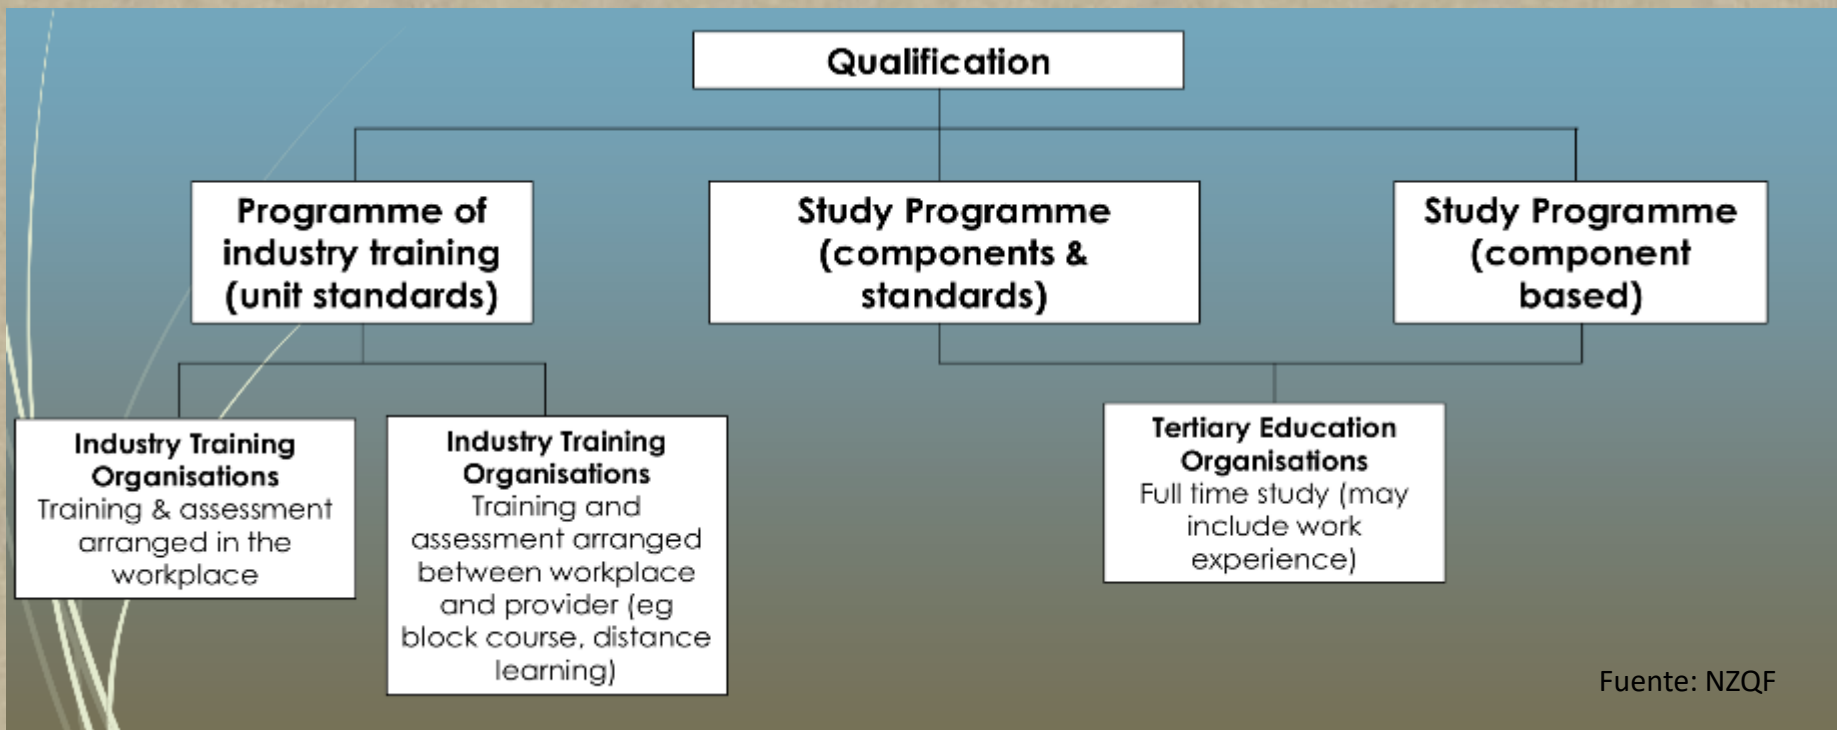 Qualification
Programme of
industry training
(unit standards)
Study Programme
(components &
standards)
Study Programme
(component
based)
Industry Training
Organisations
Training & assessment
arranged in the
workplace
Industry Training
Organisations
Training and
assessment arranged
between workplace
and provider (eg
block course, distance
learning)
Tertiary Education
Organisations
Full time study (may
include work
experience)
Fuente: NZQF